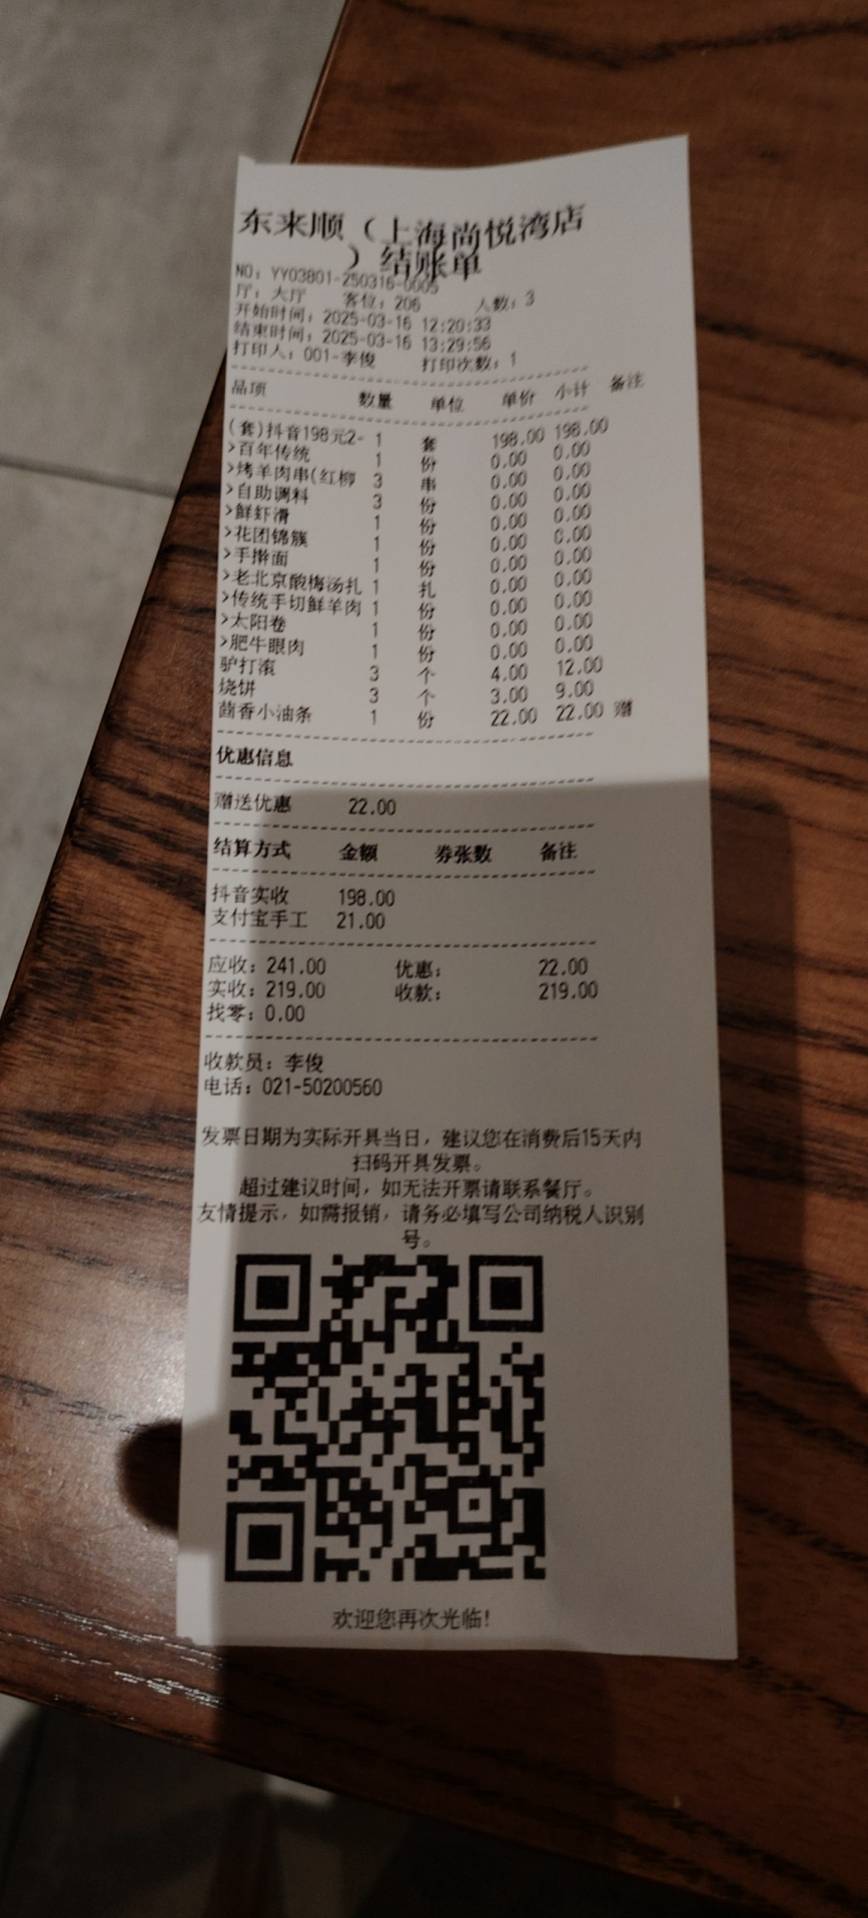 东来顺（上海尚悦湾店
）结账单
NO: YY03801-250316-0005
厅: 大厅 客位: 206 人数: 3
开始时间: 2025-03-16 12:20:33
结束时间: 2025-03-16 13:29:56
打印人: 001-李俊 打印次数: 1
品项 数量 单位 单价 小计 备注
(套)抖音198元2- 1 套 198.00 198.00
>百年传统 1 份 0.00 0.00
>烤羊肉串(红柳 3 串 0.00 0.00
>自助调料 3 份 0.00 0.00
>鲜虾滑 1 份 0.00 0.00
>花团锦簇 1 份 0.00 0.00
>手擀面 1 份 0.00 0.00
>老北京酸梅汤扎 1 扎 0.00 0.00
>传统手切鲜羊肉 1 份 0.00 0.00
>太阳卷 1 份 0.00 0.00
>肥牛眼肉 1 份 0.00 0.00
驴打滚 3 个 4.00 12.00
烧饼 3 个 3.00 9.00
茴香小油条 1 份 22.00 22.00 赠
优惠信息
赠送优惠 22.00
结算方式 金额 券张数 备注
抖音实收 198.00
支付宝手工 21.00
应收: 241.00 优惠: 22.00
实收: 219.00 收款: 219.00
找零: 0.00
收款员: 李俊
电话: 021-50200560
发票日期为实际开具当日，建议您在消费后15天内
扫码开具发票。
超过建议时间，如无法开票请联系餐厅。
友情提示，如需报销，请务必填写公司纳税人识别
号。
欢迎您再次光临!